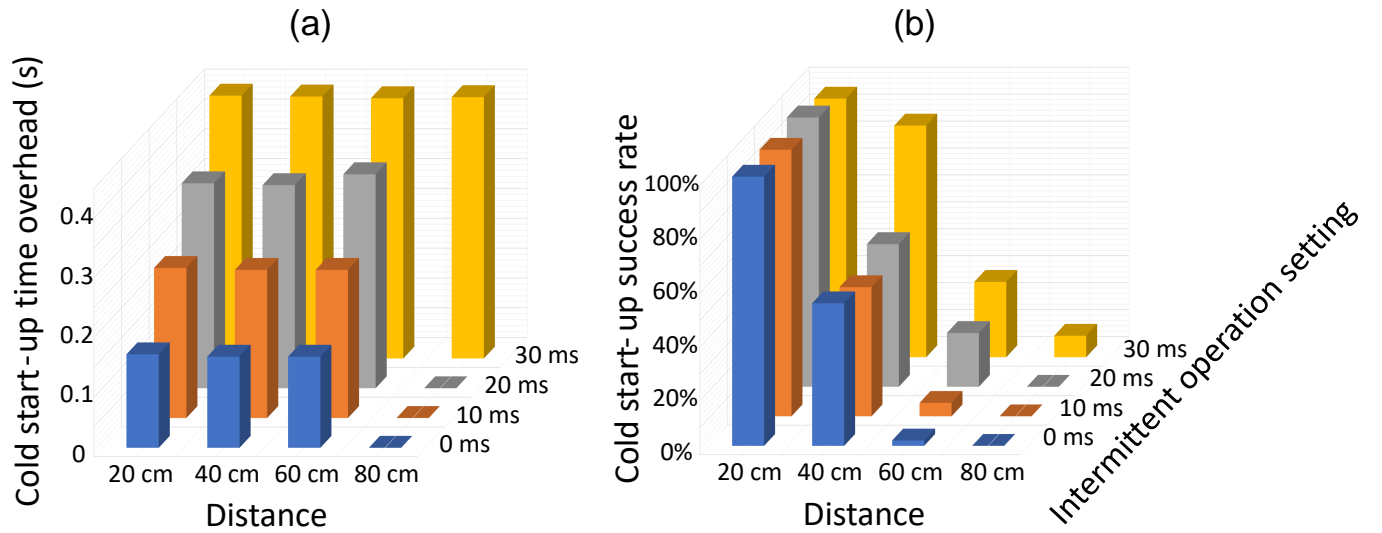 (a)
Cold start-up time overhead (s)
0.4
0.3
0.2
0.1
0
20 cm 40 cm 60 cm 80 cm
Distance
30 ms
20 ms
10 ms
0 ms
(b)
Cold start-up success rate
100%
80%
60%
40%
20%
0%
20 cm 40 cm 60 cm 80 cm
Distance
30 ms
20 ms
10 ms
0 ms
Intermittent operation setting